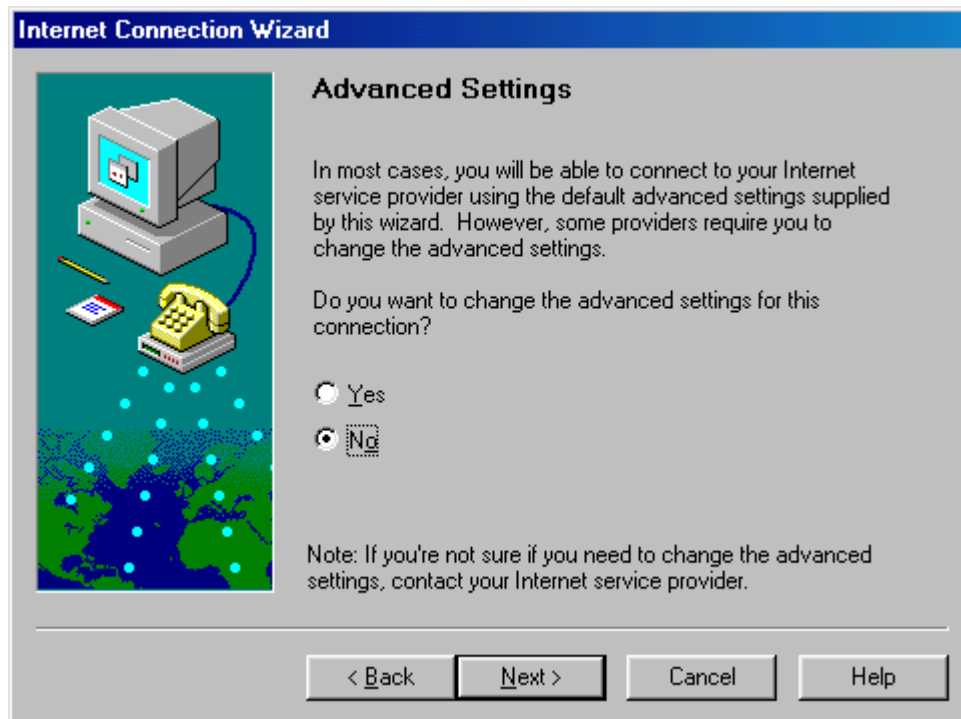 Internet Connection Wizard
Advanced Settings
In most cases, you will be able to connect to your Internet
service provider using the default advanced settings supplied
by this wizard.  However, some providers require you to
change the advanced settings.
Do you want to change the advanced settings for this
connection?
Yes
No
Note: If you're not sure if you need to change the advanced
settings, contact your Internet service provider.
< Back
Next >
Cancel
Help